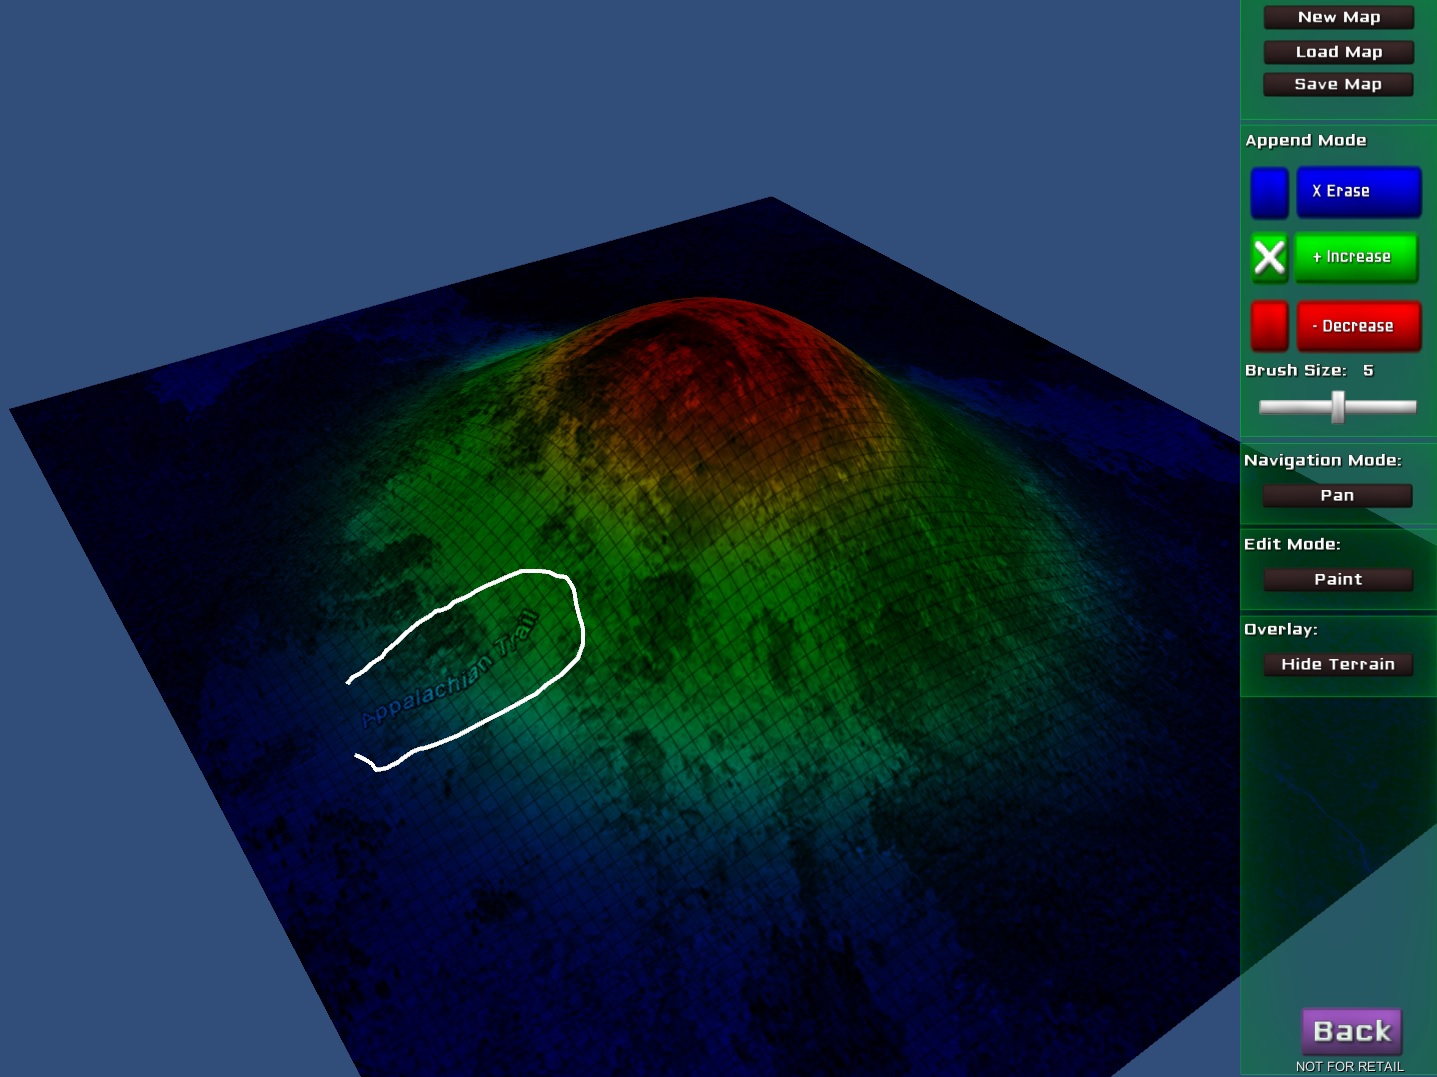 New Map
Load Map
Save Map
Append Mode
X Erase
+ Increase
- Decrease
Brush Size: 5
Navigation Mode:
Pan
Edit Mode:
Paint
Overlay:
Hide Terrain
Appalachian Trail
Back
NOT FOR RETAIL